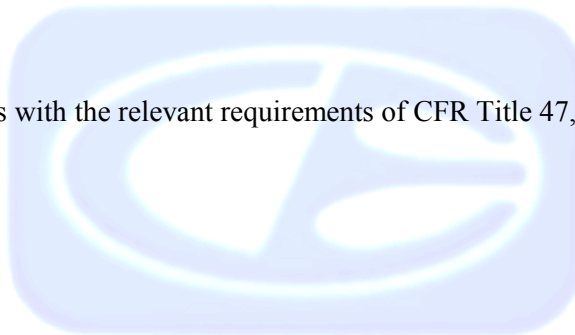 s with the relevant requirements of CFR Title 47,